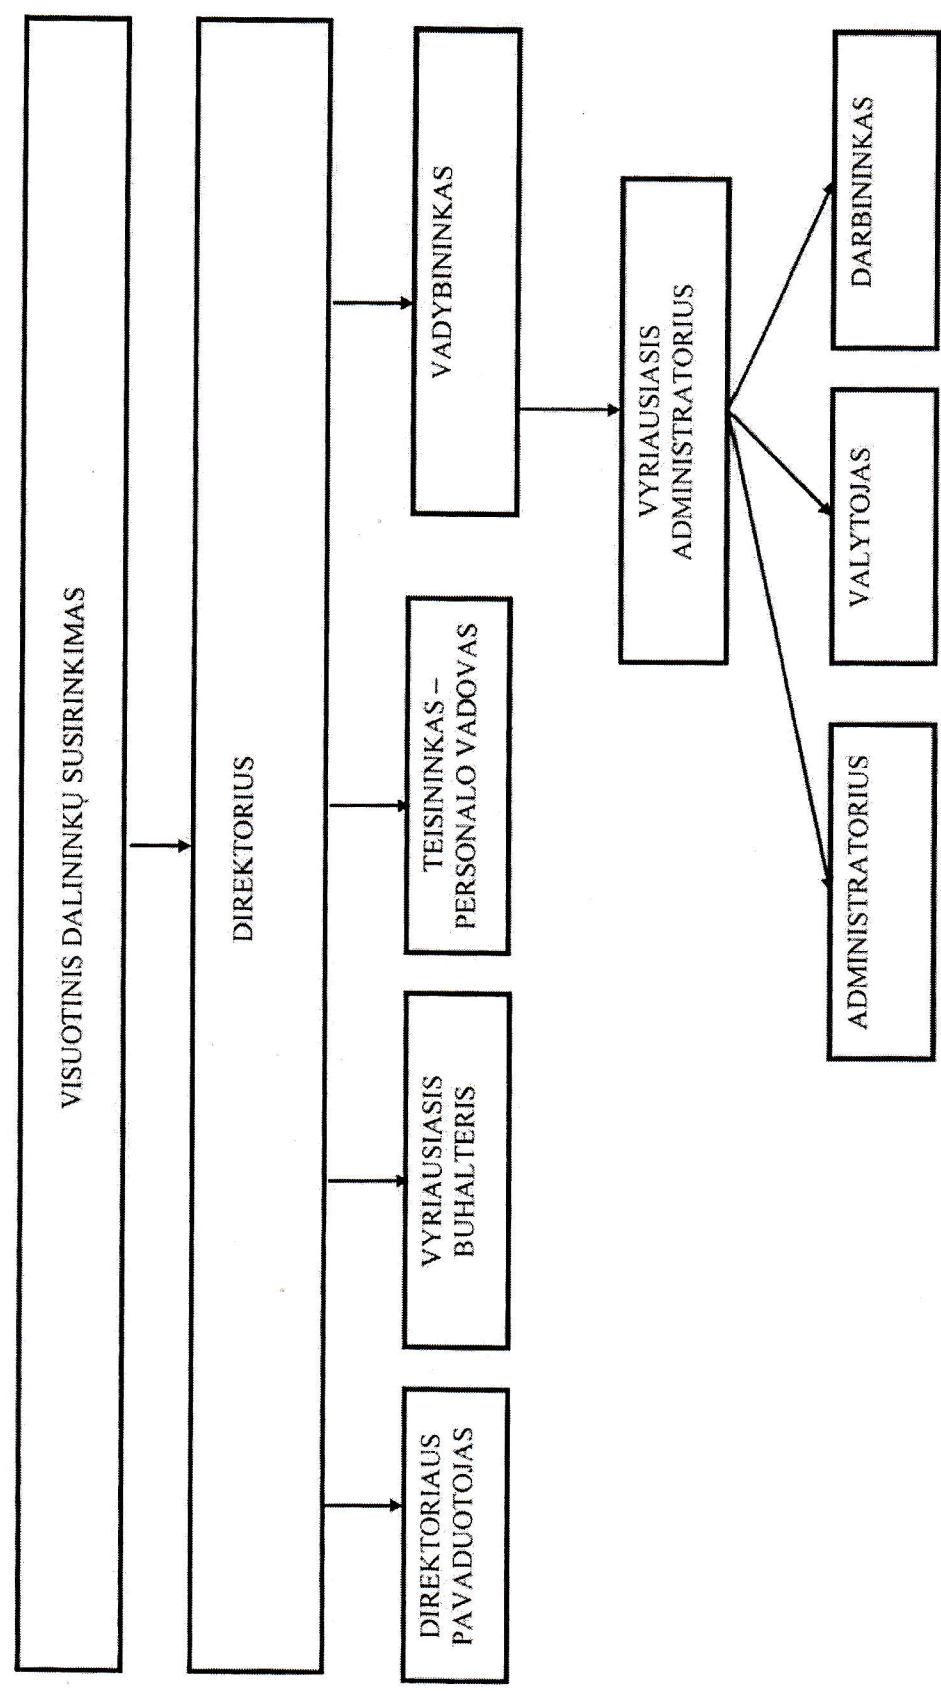 VISUOTINIS DALININKŲ SUSIRINKIMAS
DIREKTORIUS
DIREKTORIAUS
PAVADUOTOJAS
VYRIAUSIASIS
BUHALTERIS
TEISININKAS –
PERSONALO VADOVAS
VADYBININKAS
VYRIAUSIASIS
ADMINISTRATORIUS
ADMINISTRATORIUS
VALYTOJAS
DARBININKAS